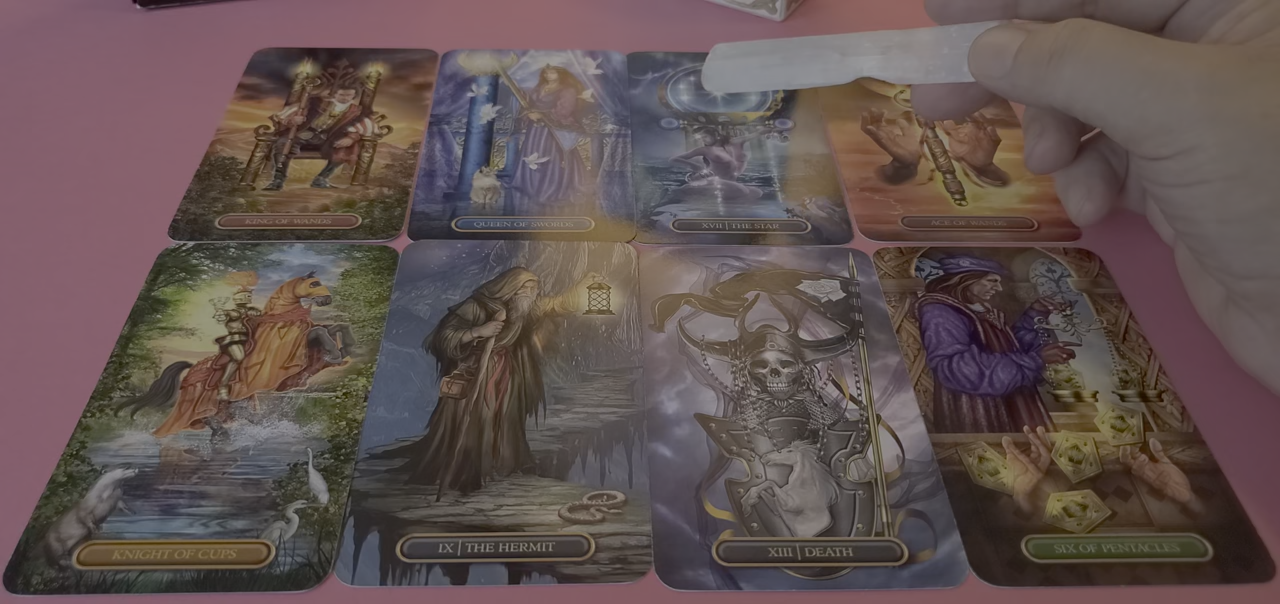 KING OF WANDS
QUEEN OF SWORDS
XVII | THE STAR
ACE OF WANDS
KNIGHT OF CUPS
IX | THE HERMIT
XIII | DEATH
SIX OF PENTACLES